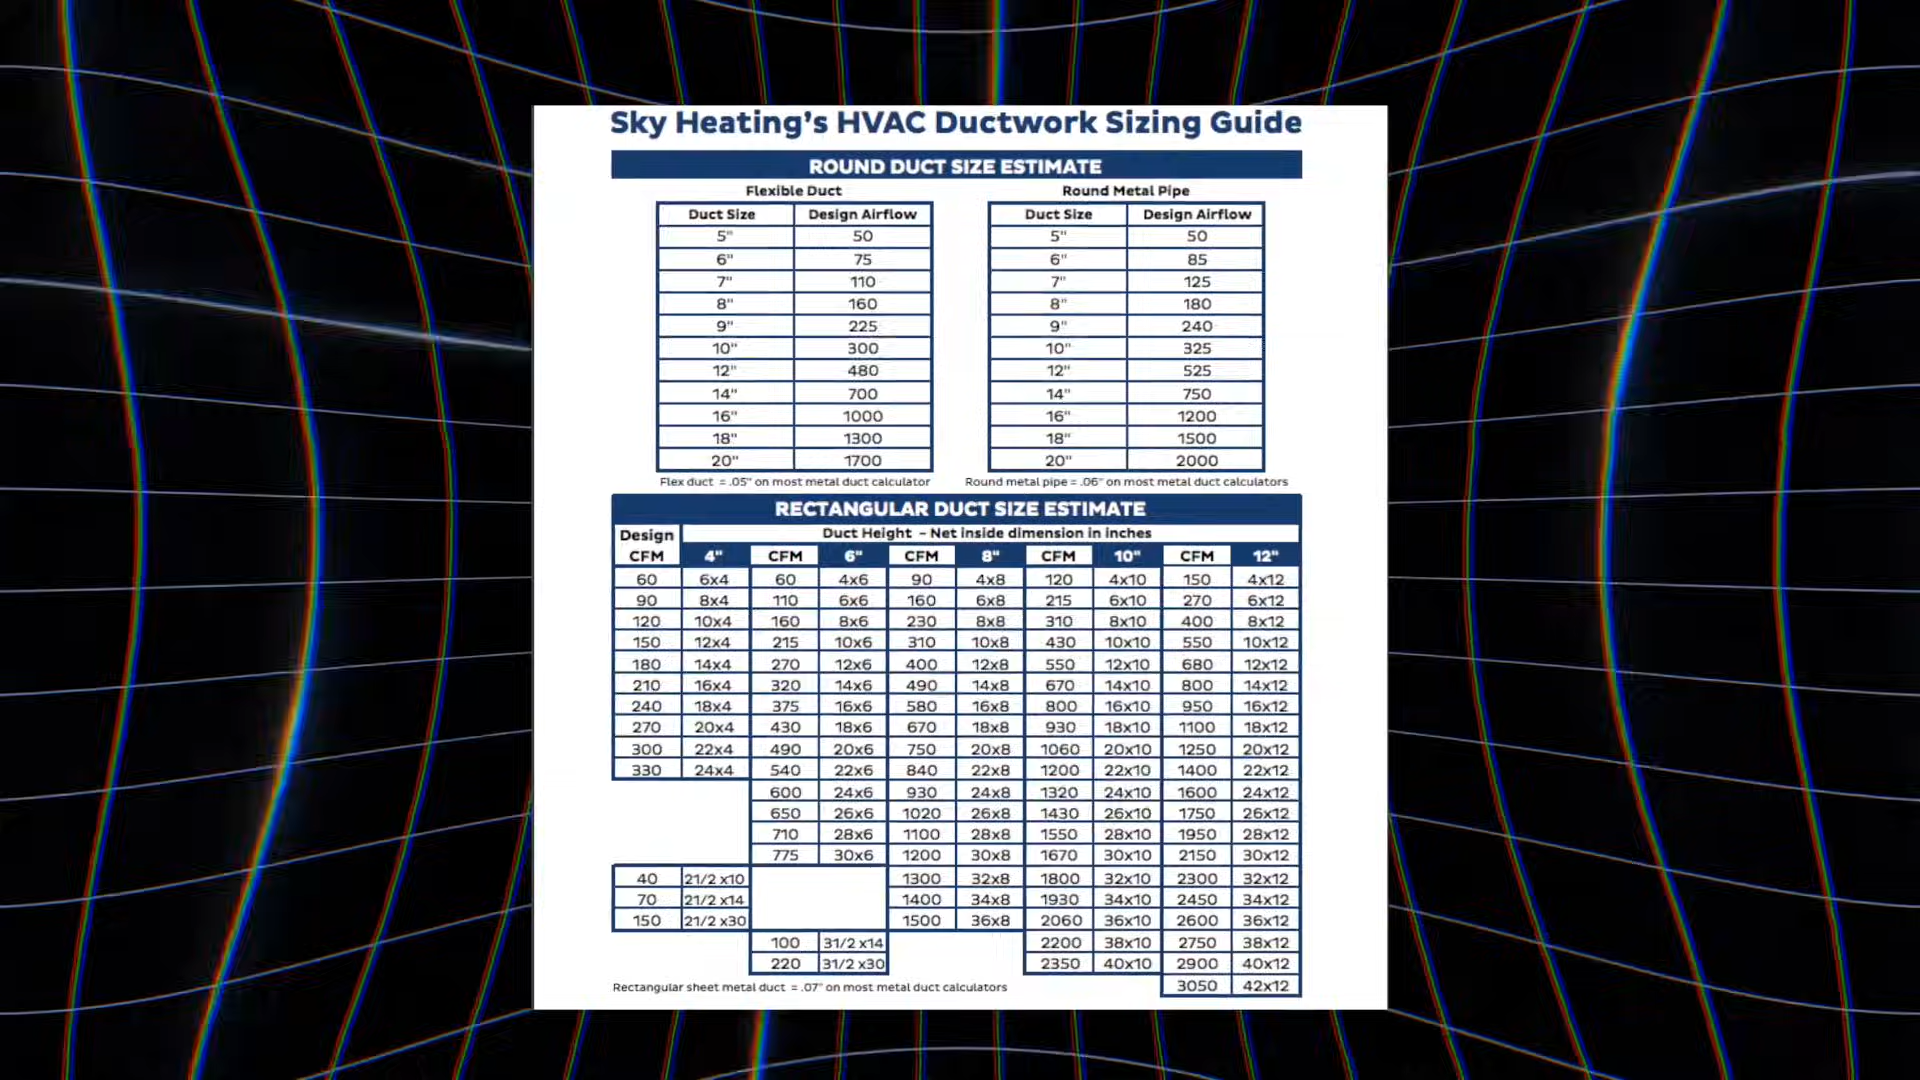 Sky Heating's HVAC Ductwork Sizing Guide
ROUND DUCT SIZE ESTIMATE
Flexible Duct Round Metal Pipe
Duct Size Design Airflow Duct Size Design Airflow
5" 50 5" 50
6" 75 6" 85
7" 110 7" 125
8" 160 8" 180
9" 225 9" 240
10" 300 10" 325
12" 480 12" 525
14" 700 14" 750
16" 1000 16" 1200
18" 1300 18" 1500
20" 1700 20" 2000
Flex duct = .05" on most metal duct calculator Round metal pipe = .06" on most metal duct calculators
RECTANGULAR DUCT SIZE ESTIMATE
Design Duct Height - Net inside dimension in inches
CFM 4" CFM 6" CFM 8" CFM 10" CFM 12"
60 6x4 60 4x6 90 4x8 120 4x10 150 4x12
90 8x4 110 6x6 160 6x8 215 6x10 270 6x12
120 10x4 160 8x6 230 8x8 310 8x10 400 8x12
150 12x4 215 10x6 310 10x8 430 10x10 550 10x12
180 14x4 270 12x6 400 12x8 550 12x10 680 12x12
210 16x4 320 14x6 490 14x8 670 14x10 800 14x12
240 18x4 375 16x6 580 16x8 800 16x10 950 16x12
270 20x4 430 18x6 670 18x8 930 18x10 1100 18x12
300 22x4 490 20x6 750 20x8 1060 20x10 1250 20x12
330 24x4 540 22x6 840 22x8 1200 22x10 1400 22x12
600 24x6 930 24x8 1320 24x10 1600 24x12
650 26x6 1020 26x8 1430 26x10 1750 26x12
710 28x6 1100 28x8 1550 28x10 1950 28x12
775 30x6 1200 30x8 1670 30x10 2150 30x12
40 21/2 x10 1300 32x8 1800 32x10 2300 32x12
70 21/2 x14 1400 34x8 1930 34x10 2450 34x12
150 21/2 x30 1500 36x8 2060 36x10 2600 36x12
100 31/2 x14 2200 38x10 2750 38x12
220 31/2 x30 2350 40x10 2900 40x12
Rectangular sheet metal duct = .07" on most metal duct calculators 3050 42x12